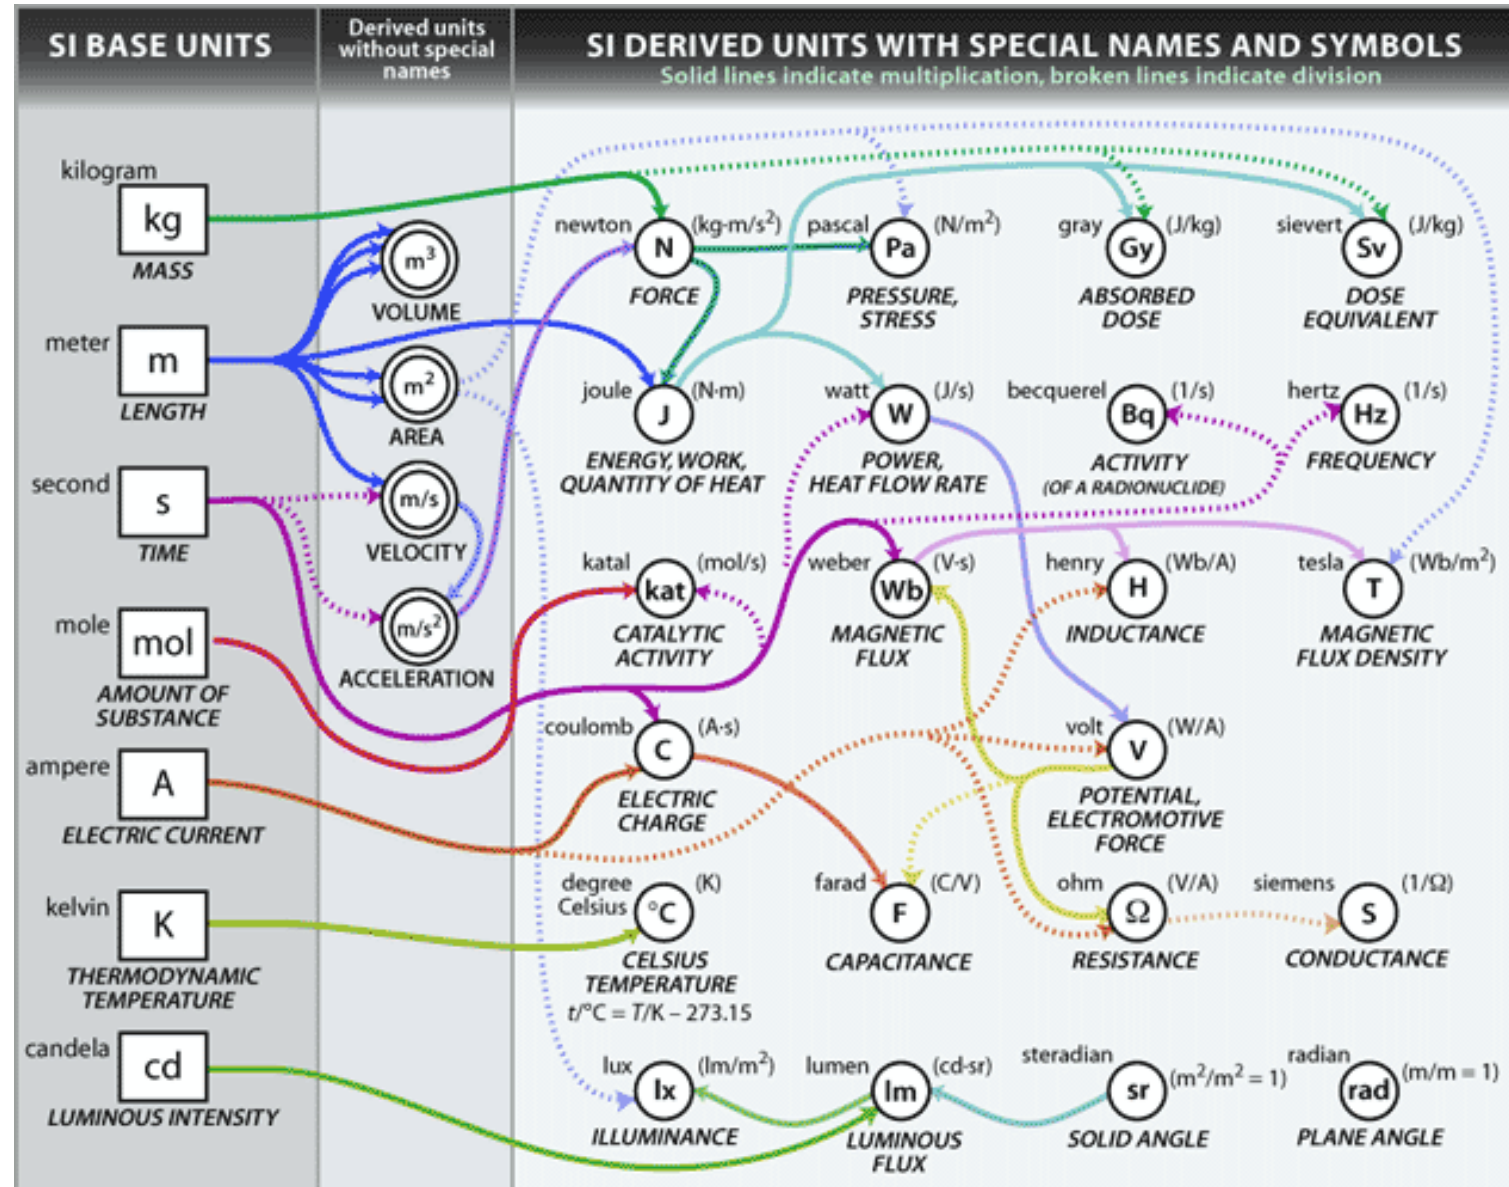 SI BASE UNITS
Derived units
without special
names
SI DERIVED UNITS WITH SPECIAL NAMES AND SYMBOLS
Solid lines indicate multiplication, broken lines indicate division
kilogram
kg
MASS
meter
m
LENGTH
second
s
TIME
mole
mol
AMOUNT OF
SUBSTANCE
ampere
A
ELECTRIC CURRENT
kelvin
K
THERMODYNAMIC
TEMPERATURE
candela
cd
LUMINOUS INTENSITY
m³
VOLUME
m²
AREA
m/s
VELOCITY
m/s²
ACCELERATION
newton
N
(kg·m/s²)
FORCE
pascal
Pa
(N/m²)
PRESSURE,
STRESS
gray
Gy
(J/kg)
ABSORBED
DOSE
sievert
Sv
(J/kg)
DOSE
EQUIVALENT
joule
J
(N·m)
ENERGY, WORK,
QUANTITY OF HEAT
watt
W
(J/s)
POWER,
HEAT FLOW RATE
becquerel
Bq
(1/s)
ACTIVITY
(OF A RADIONUCLIDE)
hertz
Hz
(1/s)
FREQUENCY
katal
kat
(mol/s)
CATALYTIC
ACTIVITY
weber
Wb
(V·s)
MAGNETIC
FLUX
henry
H
(Wb/A)
INDUCTANCE
tesla
T
(Wb/m²)
MAGNETIC
FLUX DENSITY
coulomb
C
(A·s)
ELECTRIC
CHARGE
volt
V
(W/A)
POTENTIAL,
ELECTROMOTIVE
FORCE
degree
Celsius
°C
(K)
CELSIUS
TEMPERATURE
t/°C = T/K – 273.15
farad
F
(C/V)
CAPACITANCE
ohm
Ω
(V/A)
RESISTANCE
siemens
S
(1/Ω)
CONDUCTANCE
lux
lx
(lm/m²)
ILLUMINANCE
lumen
lm
(cd·sr)
LUMINOUS
FLUX
steradian
sr
(m²/m² = 1)
SOLID ANGLE
radian
rad
(m/m = 1)
PLANE ANGLE